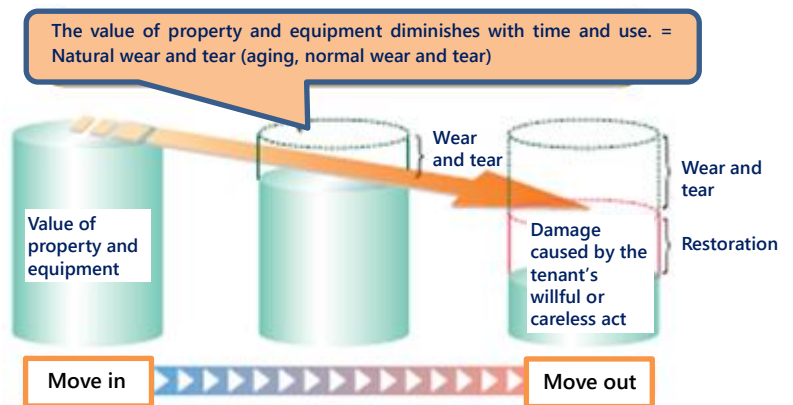 The value of property and equipment diminishes with time and use. =
Natural wear and tear (aging, normal wear and tear)
Wear
and tear
Wear and
tear
Value of
property and
equipment
Damage
caused by the
tenant's
willful or
careless act
Restoration
Move in
Move out